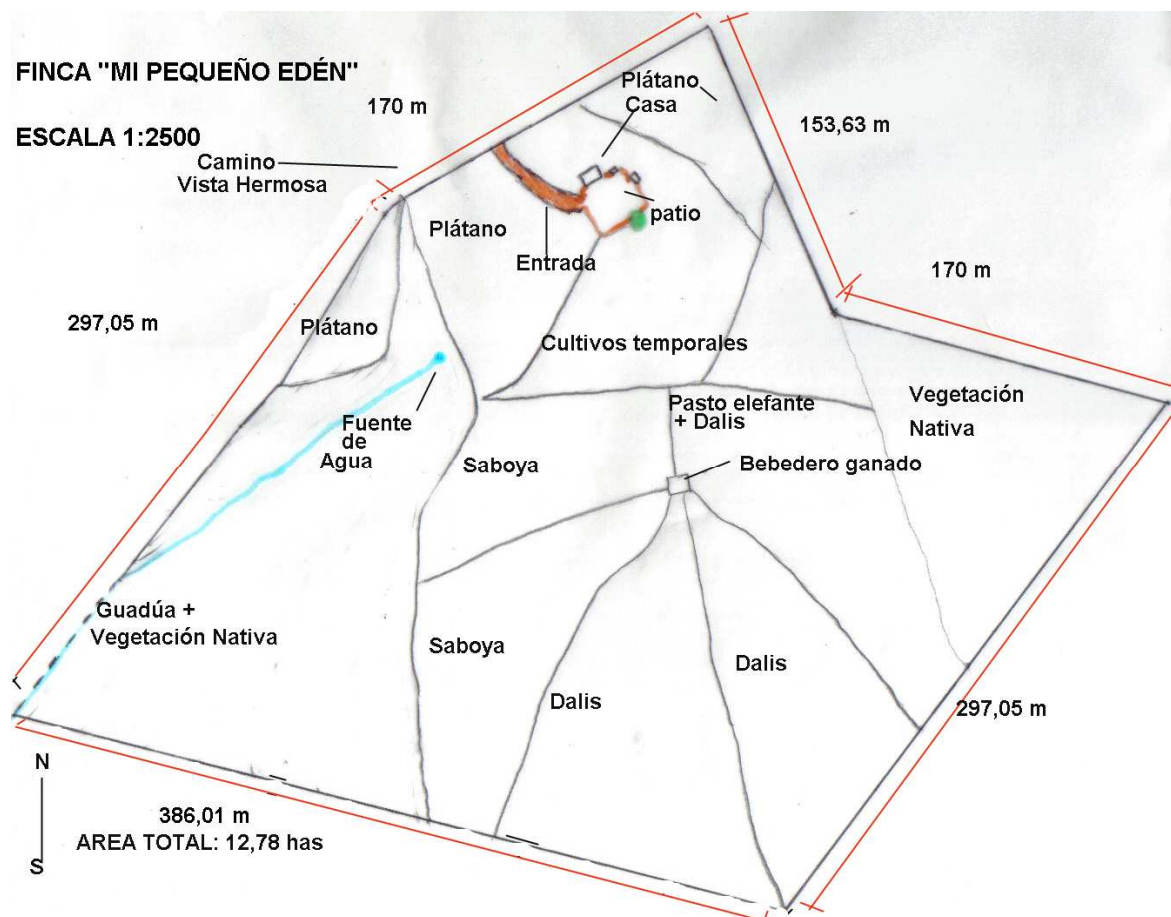 FINCA "MI PEQUEÑO EDÉN"
ESCALA 1:2500
170 m
Camino
Vista Hermosa
Plátano
Casa
153,63 m
patio
Plátano
Entrada
170 m
297,05 m
Plátano
Cultivos temporales
Fuente
de
Agua
Pasto elefante
+ Dalis
Vegetación
Nativa
Saboya
Bebedero ganado
Guadúa +
Vegetación Nativa
Saboya
Dalis
Dalis
297,05 m
N
S
386,01 m
AREA TOTAL: 12,78 has